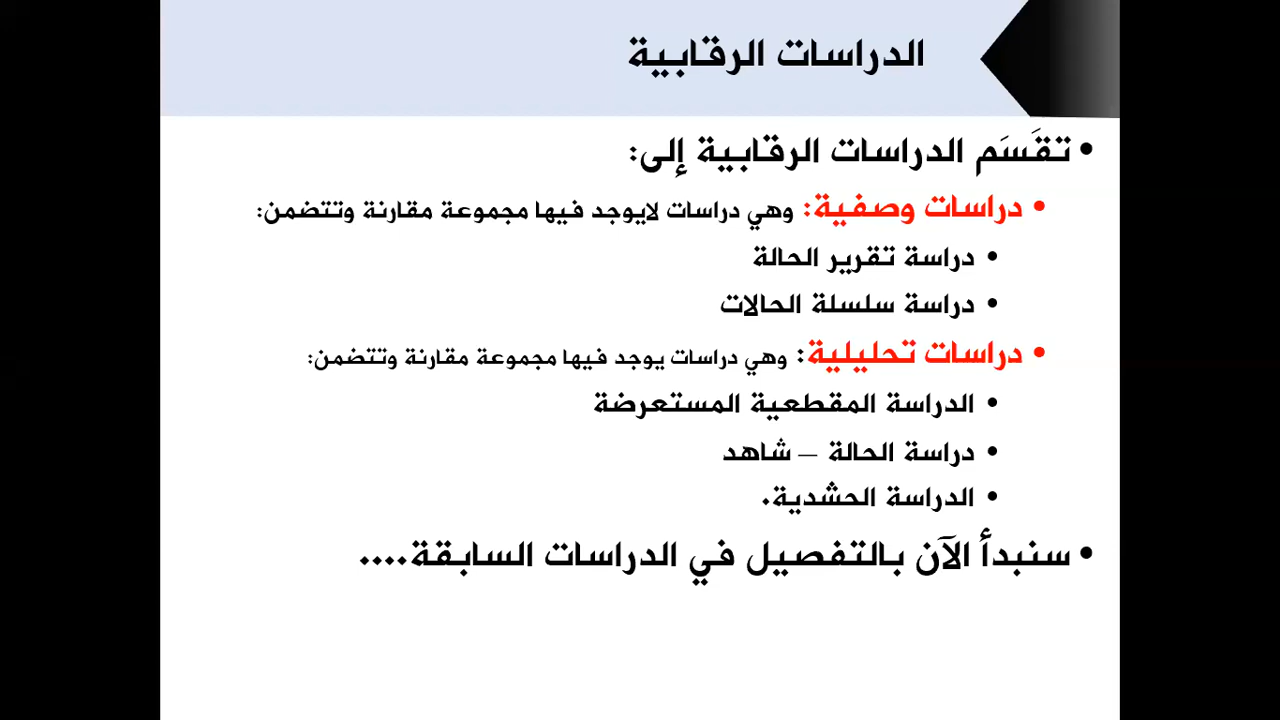 الدراسات الرقابية
• تقَسَم الدراسات الرقابية إلى:
• دراسات وصفية: وهي دراسات لايوجد فيها مجموعة مقارنة وتتضمن:
• دراسة تقرير الحالة
• دراسة سلسلة الحالات
• دراسات تحليلية: وهي دراسات يوجد فيها مجموعة مقارنة وتتضمن:
• الدراسة المقطعية المستعرضة
• دراسة الحالة – شاهد
• الدراسة الحشدية.
• سنبدأ الآن بالتفصيل في الدراسات السابقة....